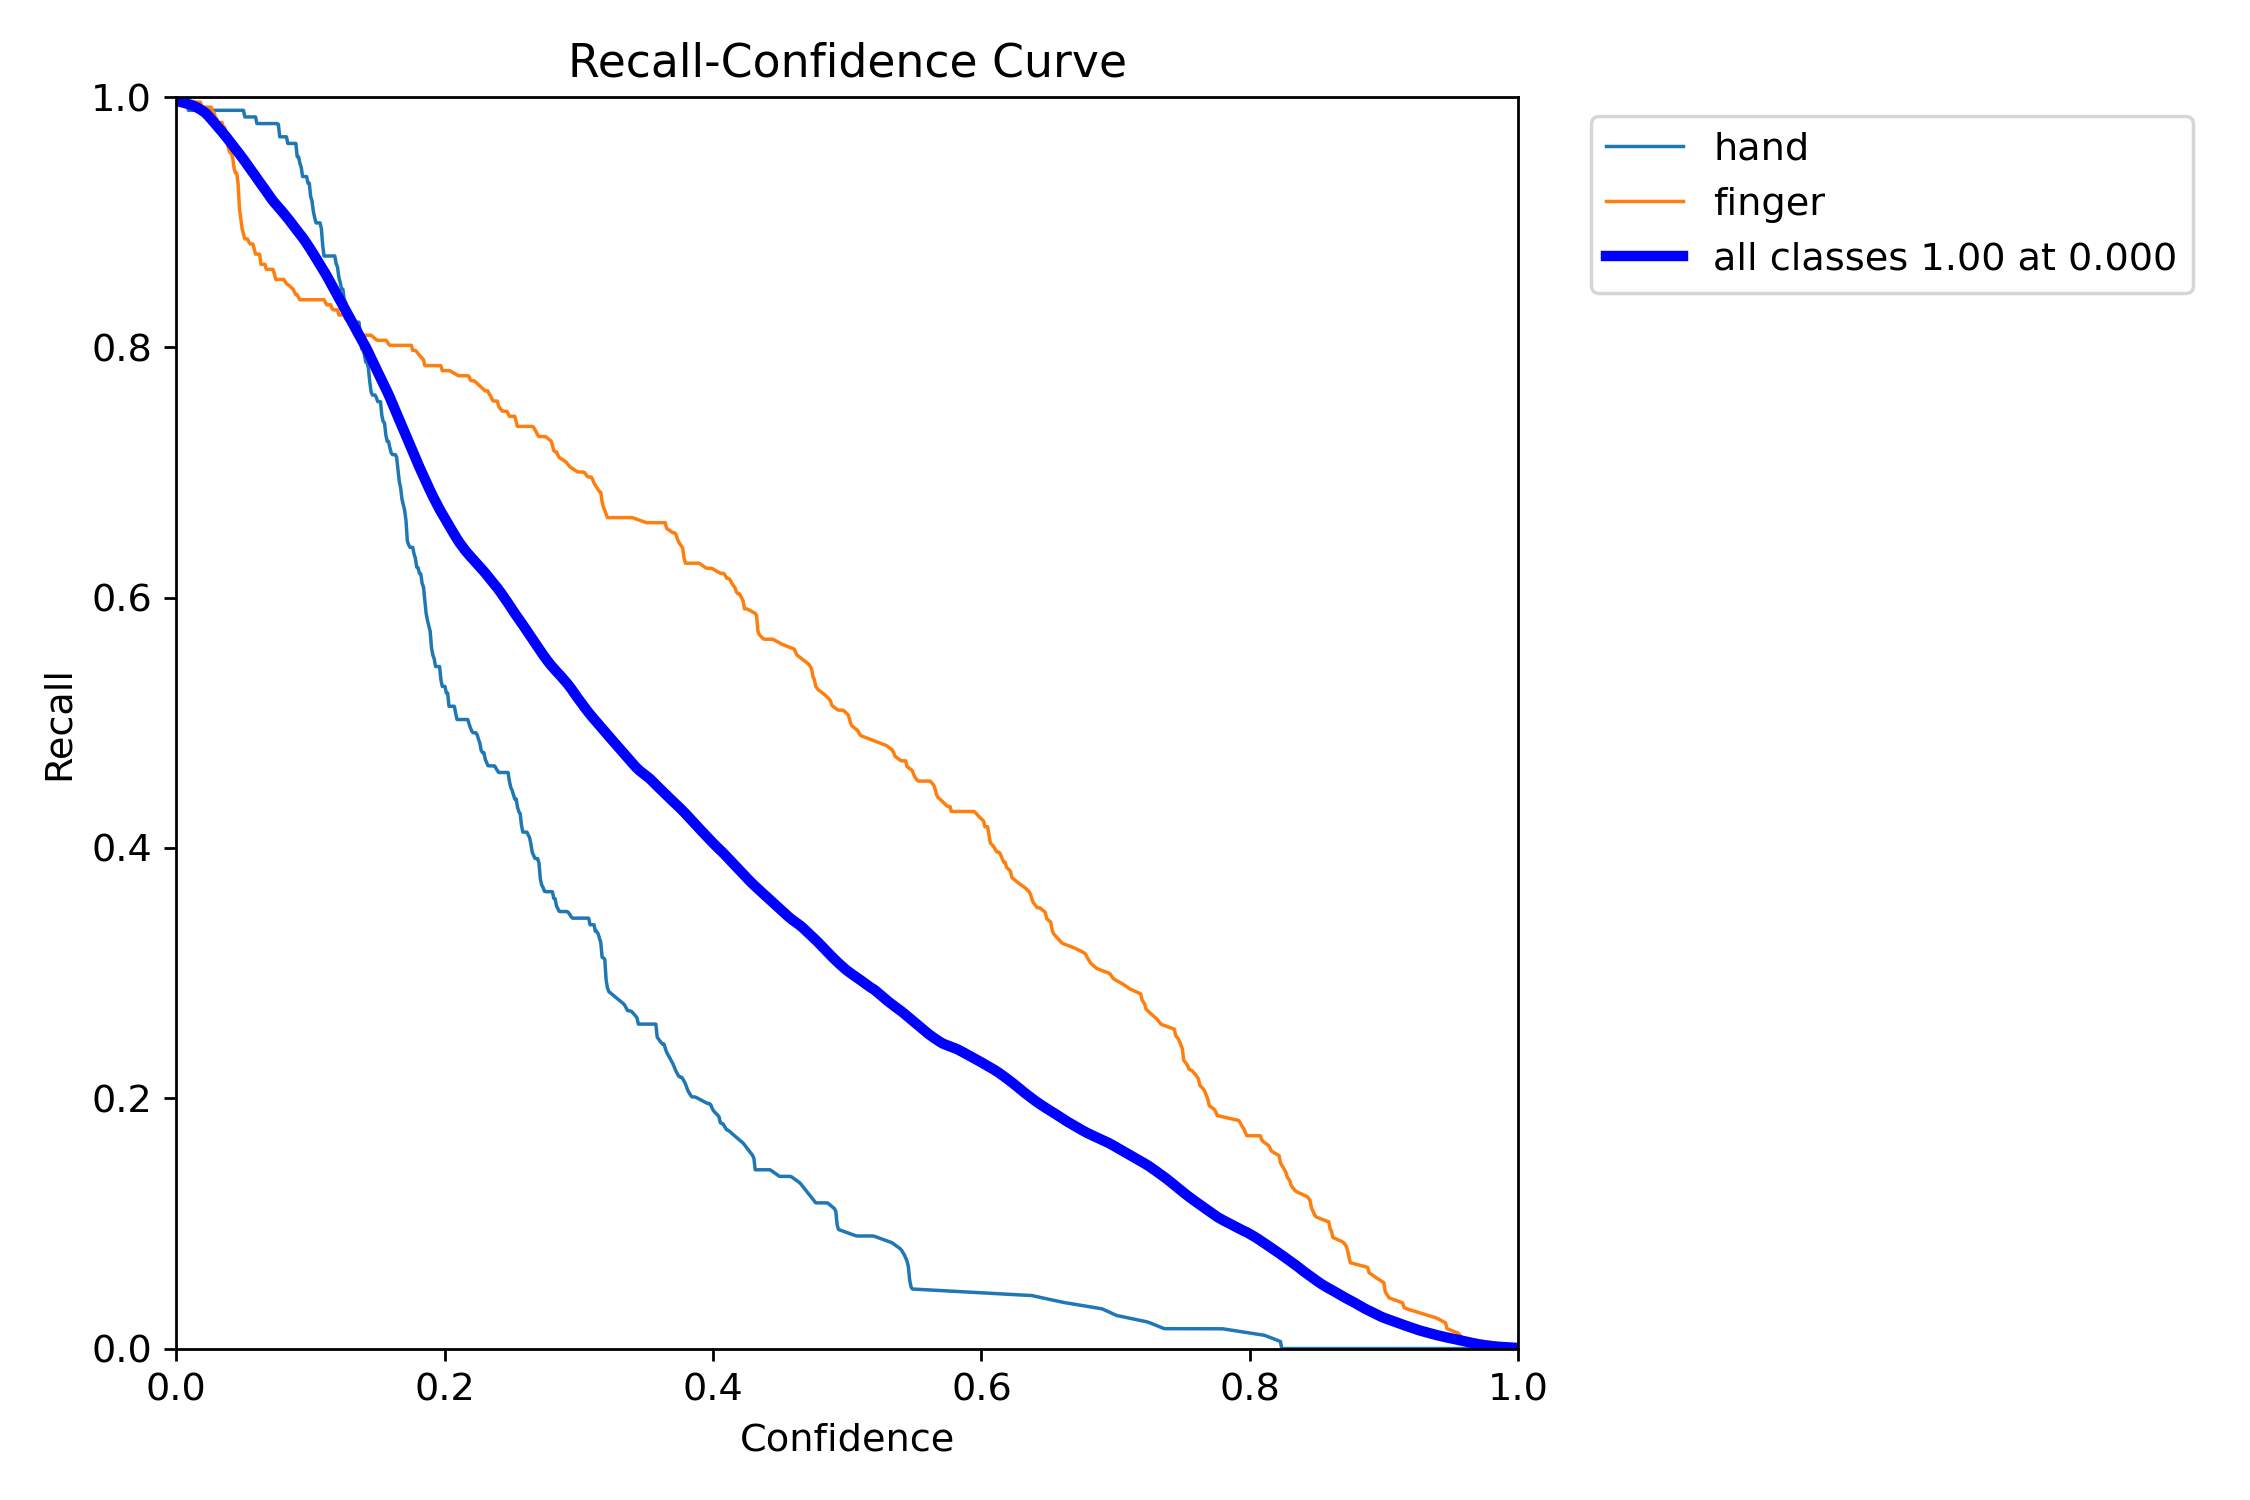 Recall-Confidence Curve
1.0
0.8
0.6
0.4
0.2
0.0
Recall
0.0 0.2 0.4 0.6 0.8 1.0
Confidence
hand
finger
all classes 1.00 at 0.000